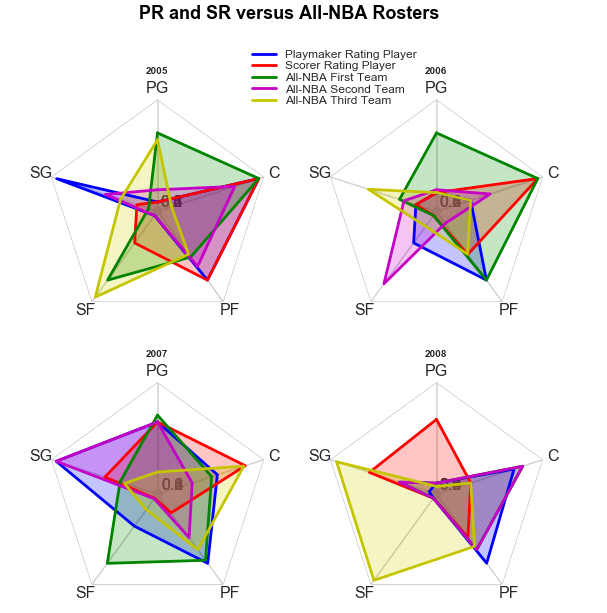 PR and SR versus All-NBA Rosters
Playmaker Rating Player
Scorer Rating Player
All-NBA First Team
All-NBA Second Team
All-NBA Third Team
2005
PG
SG
C
SF
PF
2006
PG
SG
C
SF
PF
2007
PG
SG
C
SF
PF
2008
PG
SG
C
SF
PF